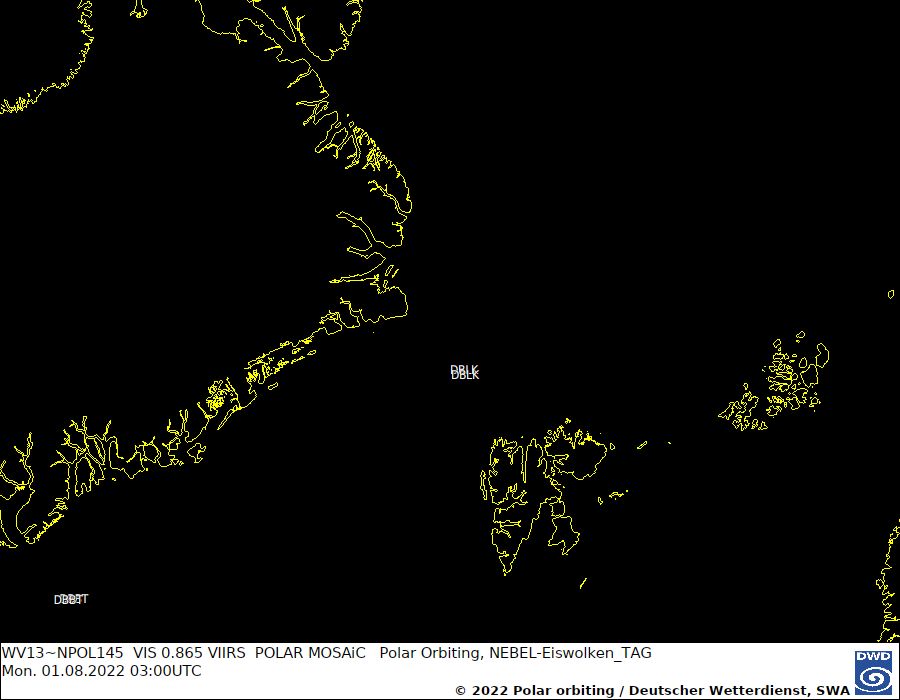 DBLK
DBLK
DBBT
WV13~NPOL145 VIS 0.865 VIIRS POLAR MOSAiC Polar Orbiting, NEBEL-Eiswolken_TAG
Mon. 01.08.2022 03:00UTC
DWD
© 2022 Polar orbiting / Deutscher Wetterdienst, SWA